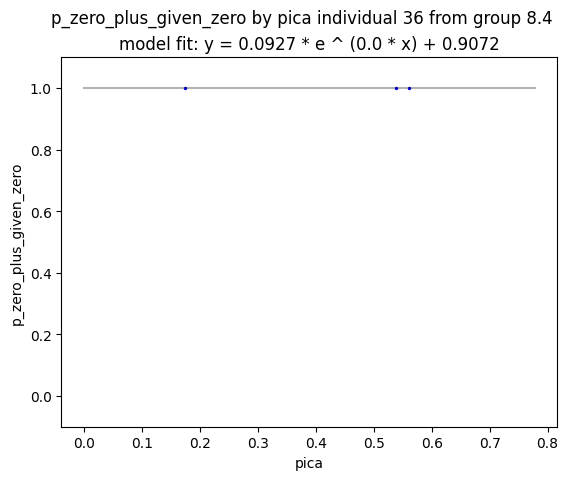 p_zero_plus_given_zero by pica individual 36 from group 8.4
model fit: y = 0.0927 * e ^ (0.0 * x) + 0.9072
1.0
0.8
0.6
0.4
0.2
0.0
p_zero_plus_given_zero
0.0 0.1 0.2 0.3 0.4 0.5 0.6 0.7 0.8
pica